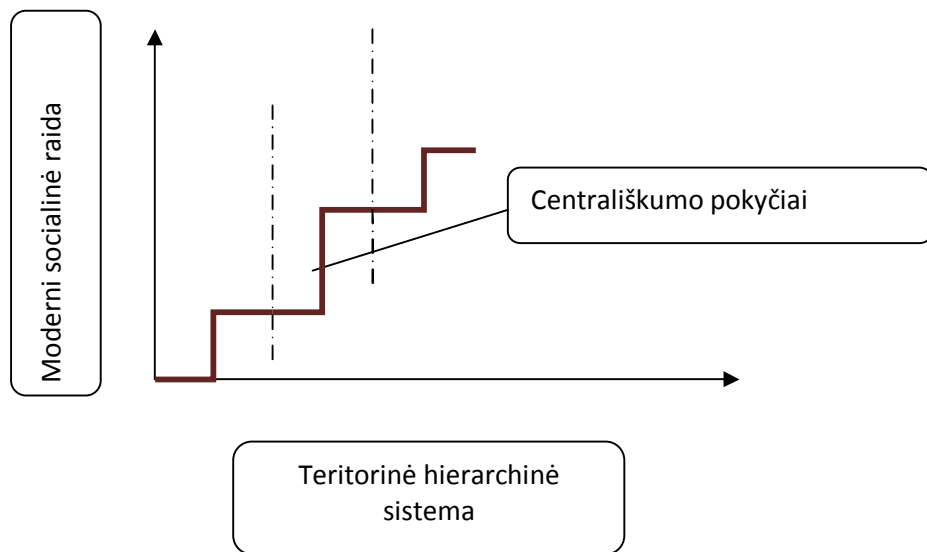 Moderni socialinė raida
Centrališkumo pokyčiai
Teritorinė hierarchinė
sistema